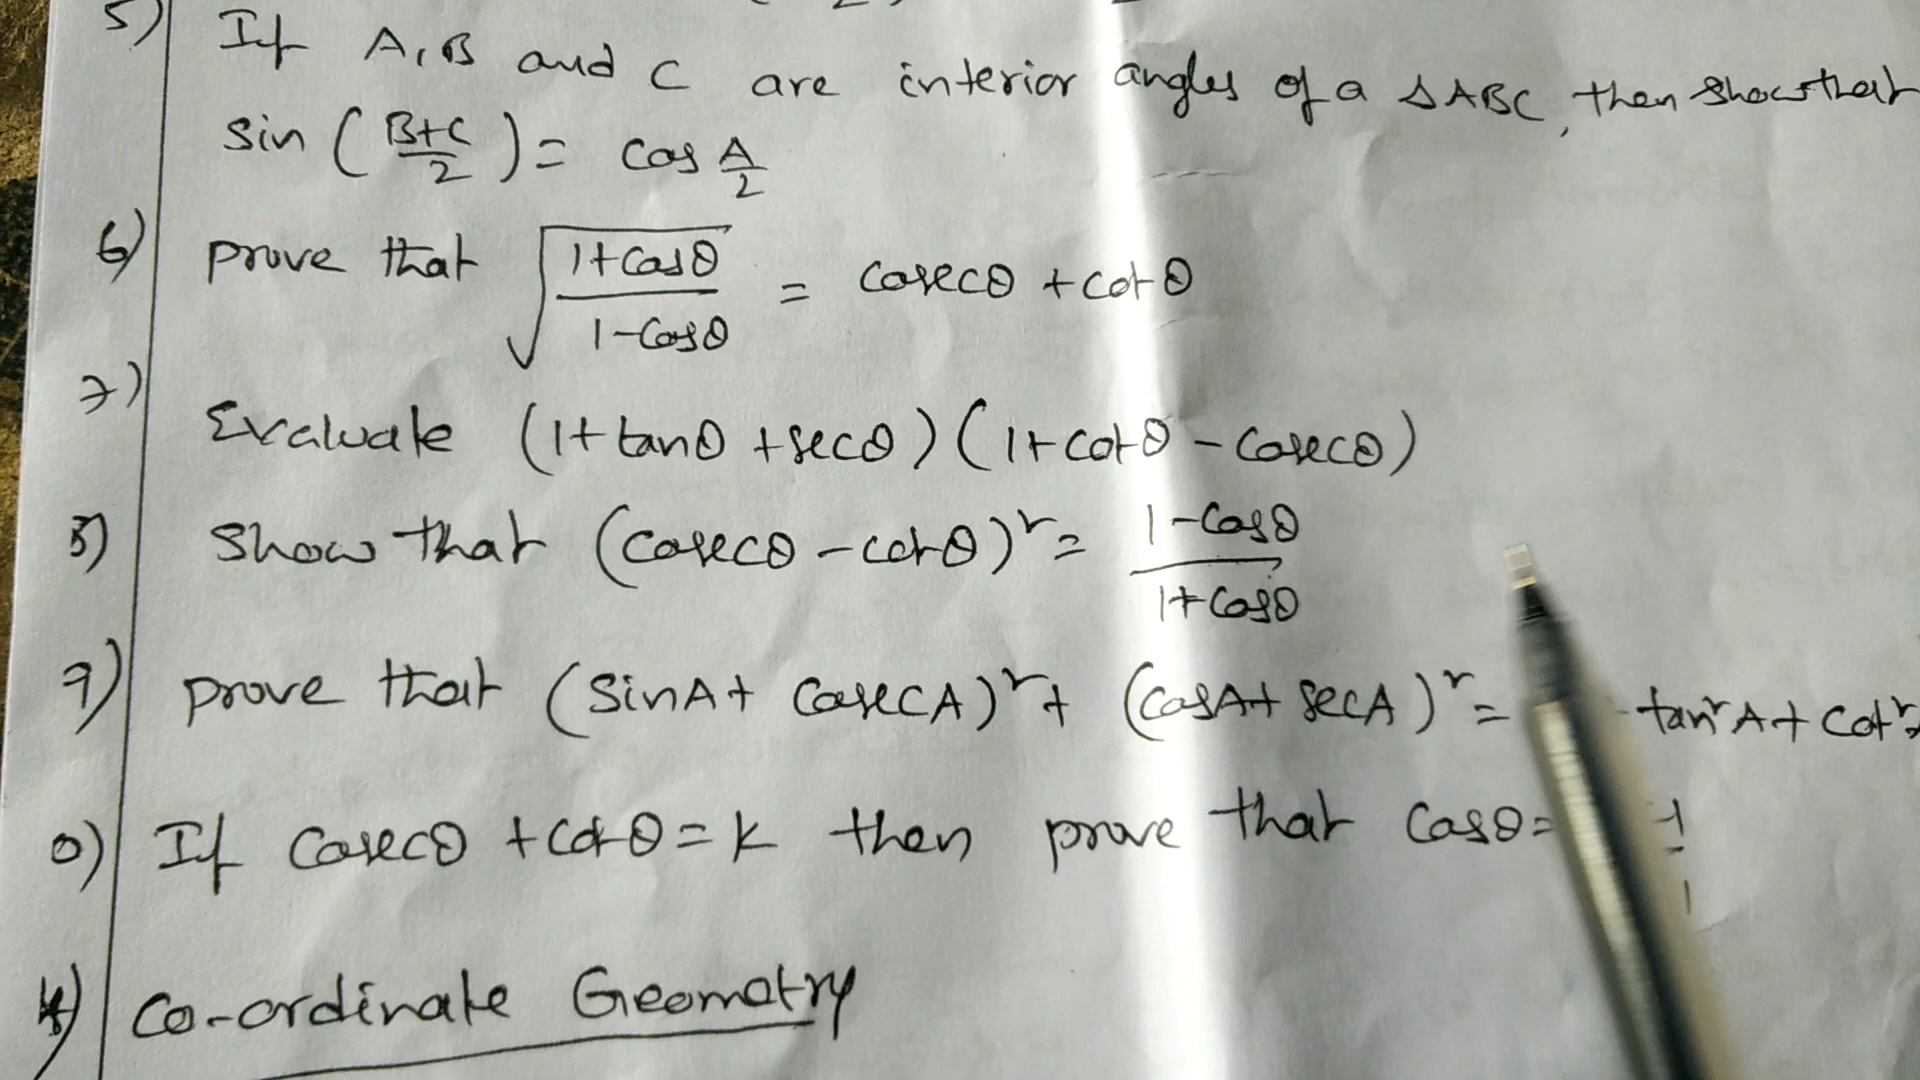 5) If A, B and C are interior angles of a △ ABC, then show that
sin (B+C/2) = cos A/2
6) prove that √(1+cosθ/1-cosθ) = cosecθ + cotθ
7) Evaluate (1+tanθ+secθ)(1+cotθ-cosecθ)
8) Show that (cosecθ-cotθ)² = 1-cosθ/1+cosθ
9) prove that (sinA+ cosecA)²+ (cosA+ secA)² = tan²A+ cot²
0) If cosecθ +cotθ=k then prove that cosθ=
4) Co-ordinate Geometry